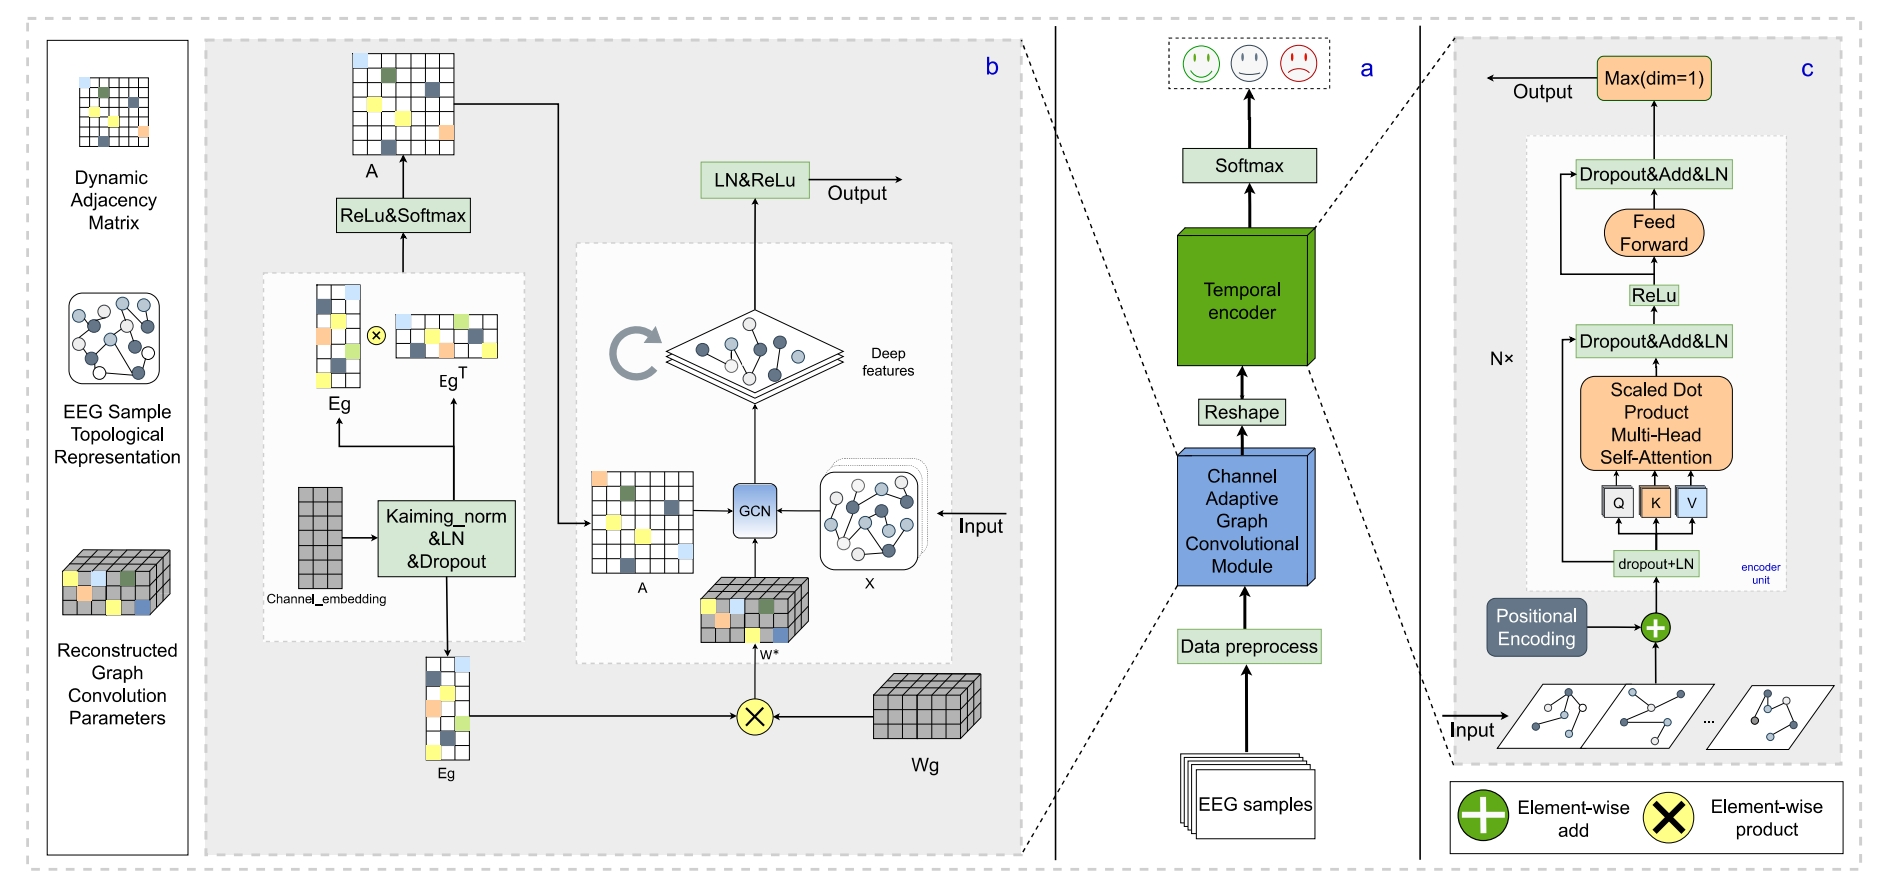 Dynamic
Adjacency
Matrix
EEG Sample
Topological
Representation
Reconstructed
Graph
Convolution
Parameters
b
A
ReLu&Softmax
Eg
Eg^T
Kaiming_norm
&LN
&Dropout
Channel_embedding
Eg
LN&ReLu
Output
Deep
features
GCN
A
X
Input
W*
Wg
a
Softmax
Temporal
encoder
Reshape
Channel
Adaptive
Graph
Convolutional
Module
Data preprocess
EEG samples
c
Max(dim=1)
Output
Dropout&Add&LN
Feed
Forward
ReLu
Dropout&Add&LN
N×
Scaled Dot
Product
Multi-Head
Self-Attention
Q K V
dropout+LN
encoder
unit
Positional
Encoding
Input
...
Element-wise
add
Element-wise
product